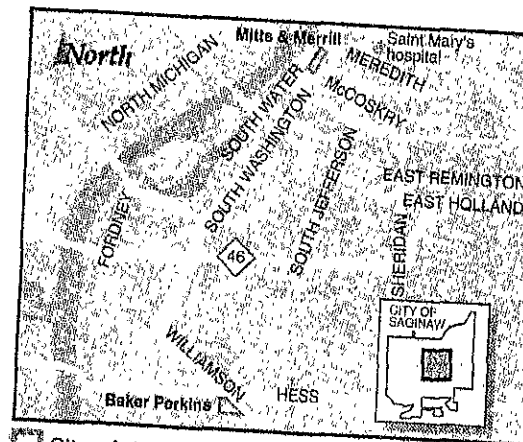 North
NORTH MICHIGAN
Mitts & Merrill
Saint Mary's
hospital
MEREDITH
McCOSKRY
SOUTH WATER
SOUTH WASHINGTON
SOUTH JEFFERSON
EAST REMINGTON
EAST HOLLAND
SHERIDAN
FORDNEY
46
CITY OF
SAGINAW
WILLIAMSON
HESS
Baker Perkins